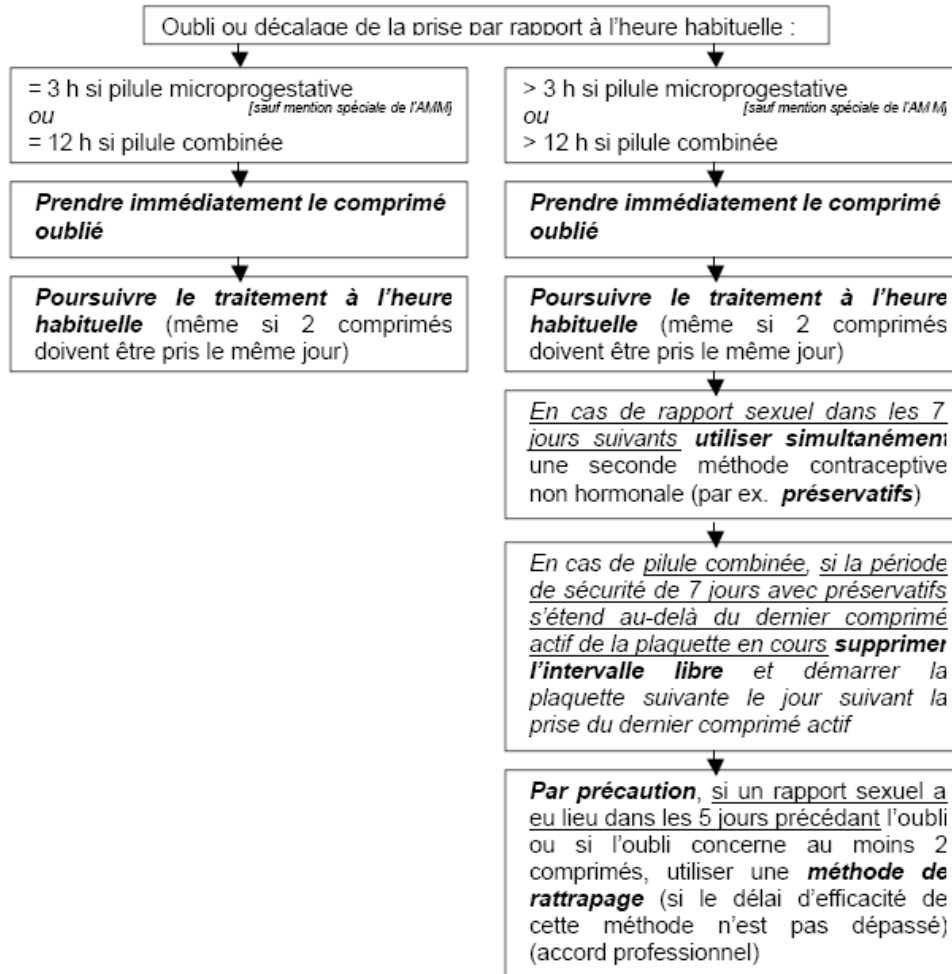 Oubli ou décalage de la prise par rapport à l'heure habituelle :
= 3 h si pilule microprogestative
[sauf mention spéciale de l'AMM]
ou
= 12 h si pilule combinée
Prendre immédiatement le comprimé
oublié
Poursuivre le traitement à l'heure
habituelle (même si 2 comprimés
doivent être pris le même jour)
> 3 h si pilule microprogestative
[sauf mention spéciale de l'AMM]
ou
> 12 h si pilule combinée
Prendre immédiatement le comprimé
oublié
Poursuivre le traitement à l'heure
habituelle (même si 2 comprimés
doivent être pris le même jour)
En cas de rapport sexuel dans les 7
jours suivants utiliser simultanément
une seconde méthode contraceptive
non hormonale (par ex. préservatifs)
En cas de pilule combinée, si la période
de sécurité de 7 jours avec préservatifs
s'étend au-delà du dernier comprimé
actif de la plaquette en cours supprimer
l'intervalle libre et démarrer la
plaquette suivante le jour suivant la
prise du dernier comprimé actif
Par précaution, si un rapport sexuel a
eu lieu dans les 5 jours précédant l'oubli
ou si l'oubli concerne au moins 2
comprimés, utiliser une méthode de
rattrapage (si le délai d'efficacité de
cette méthode n'est pas dépassé)
(accord professionnel)